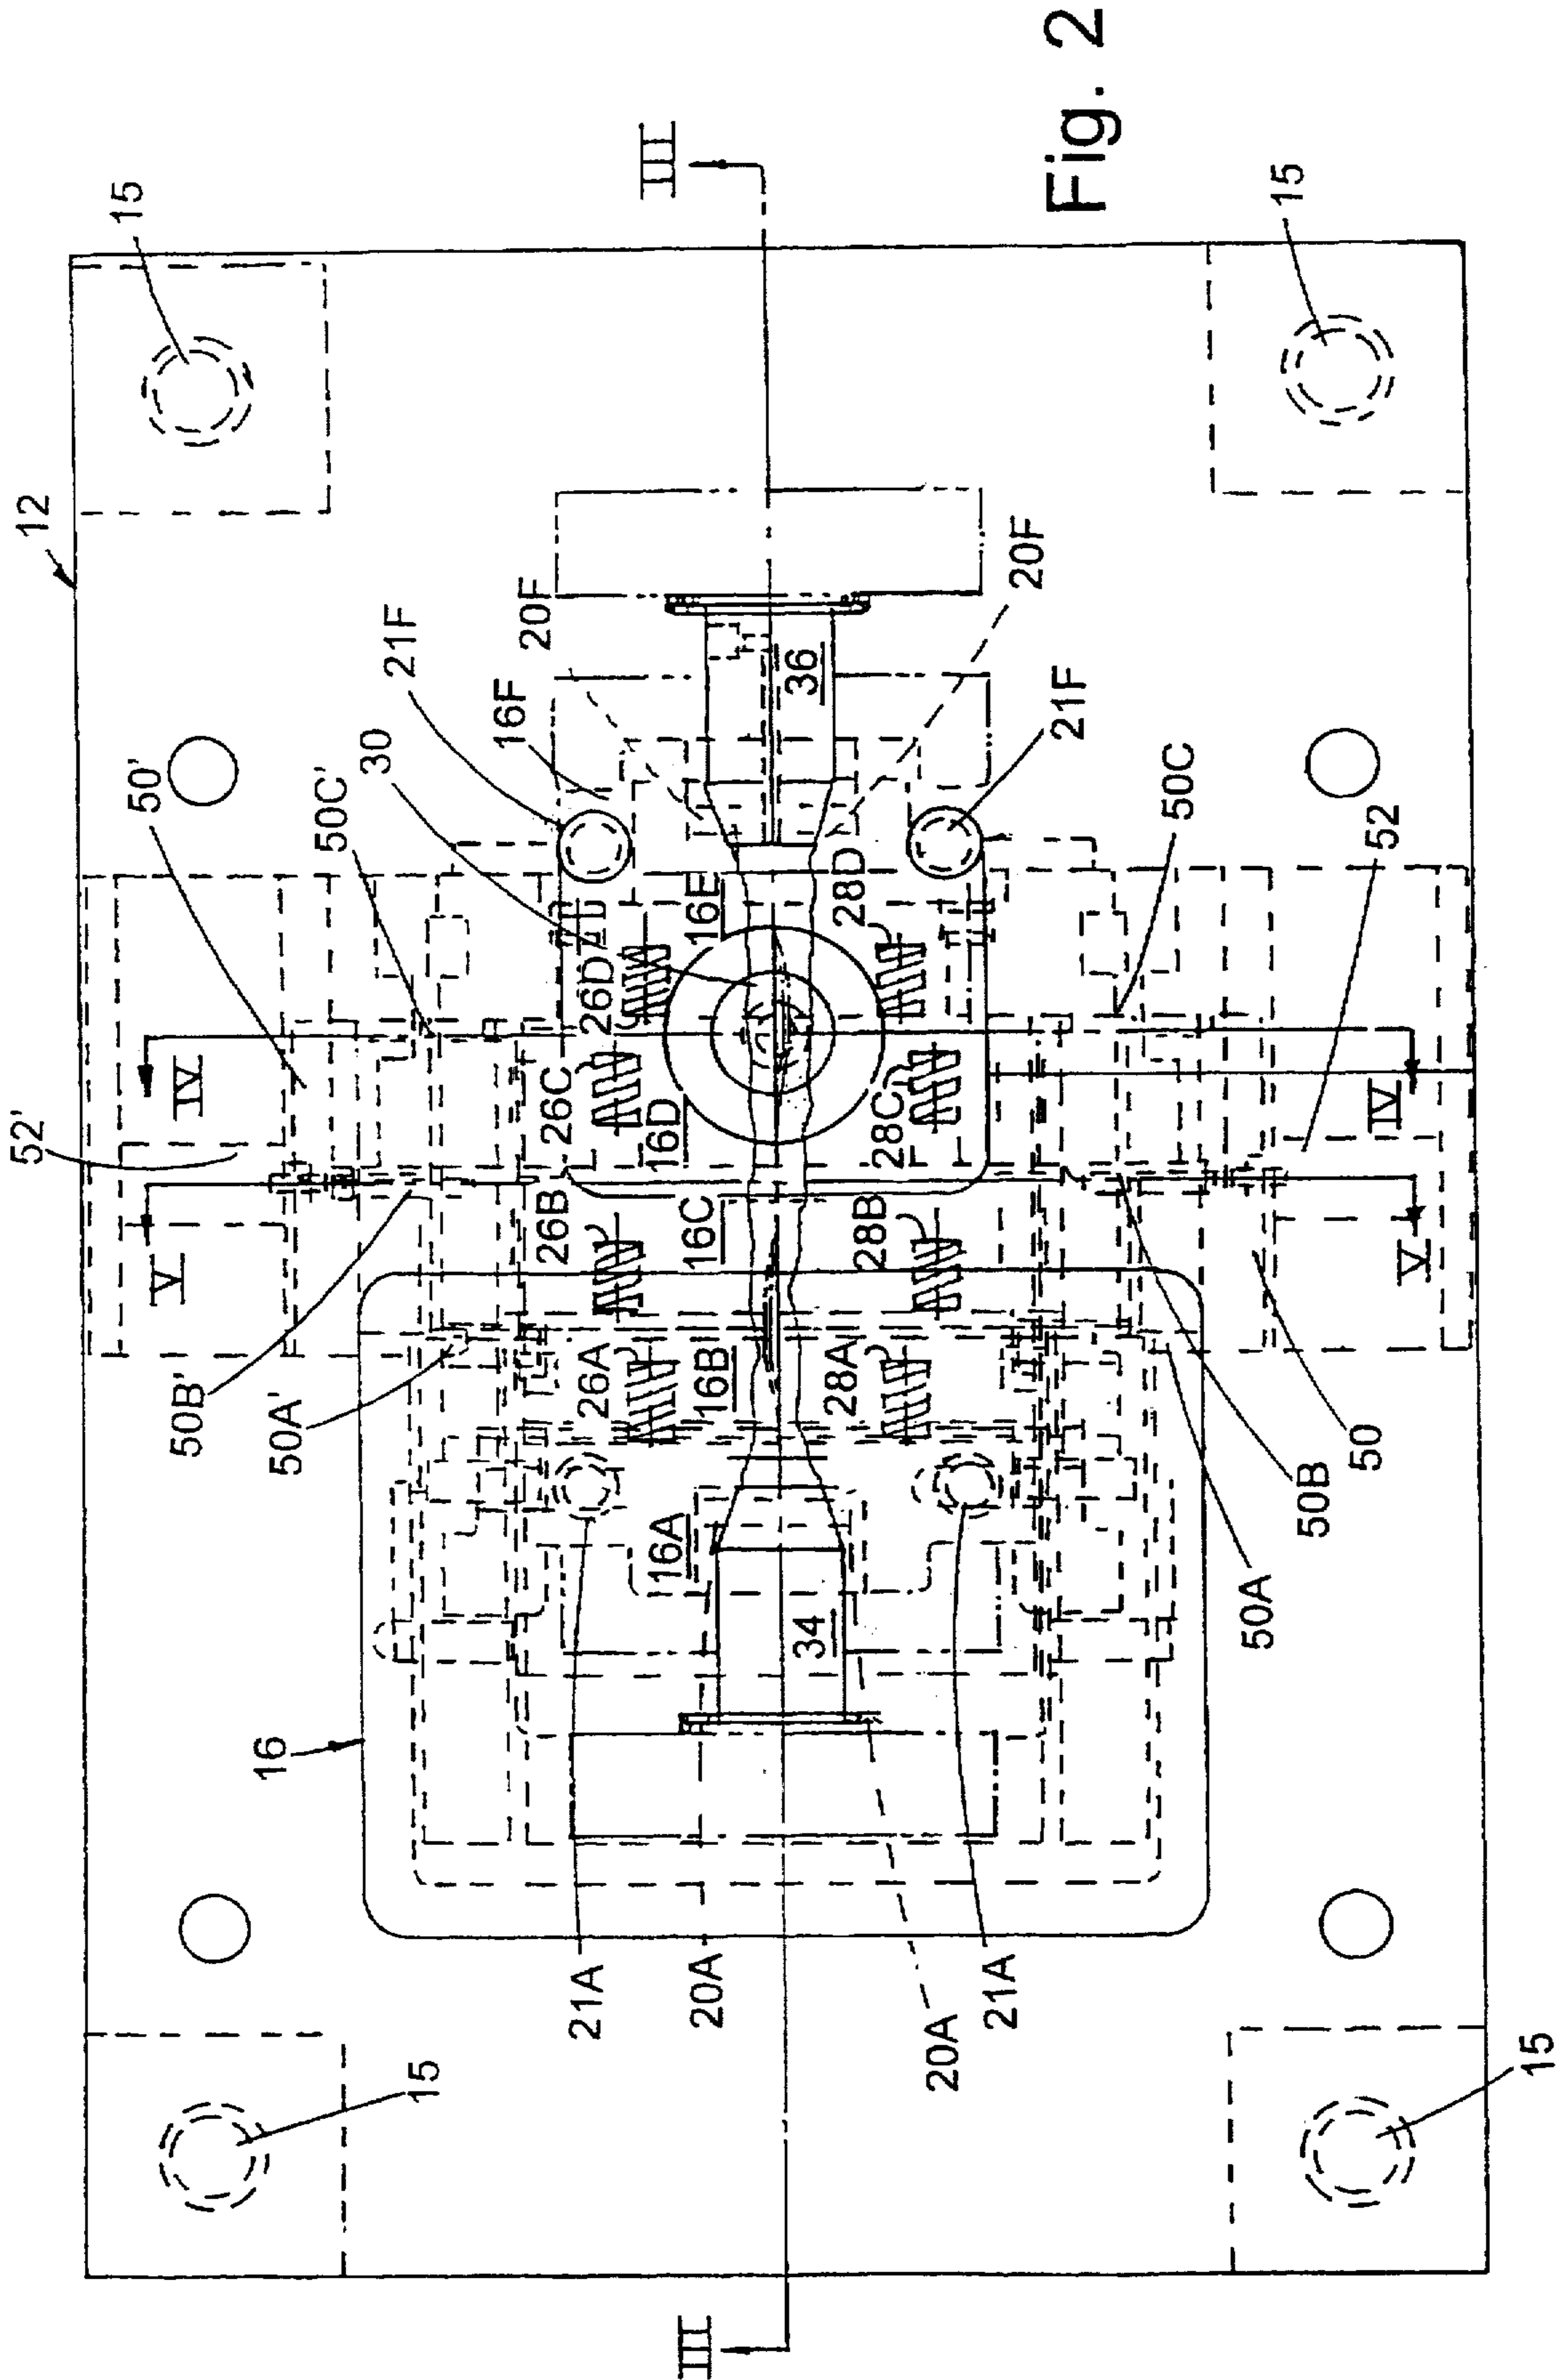 Fig. 2
12
15
15
15
15
III
III
IV
IV
V
V
16
16A
16B
16C
16D
16E
16F
20A
20A
20F
20F
21A
21A
21F
21F
26A
26B
26C
26D
28A
28B
28C
28D
30
34
36
50
50A
50B
50C
50'
50A'
50B'
50C'
52
52'